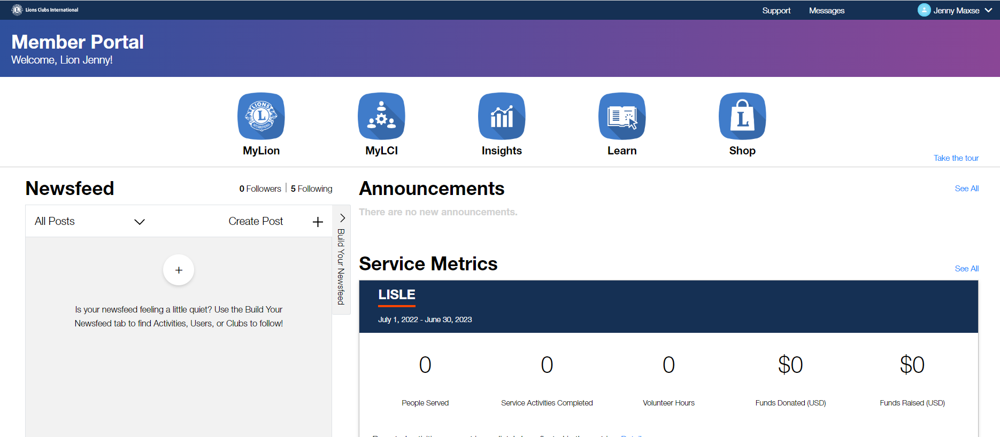 Lions Clubs International
Support
Messages
Jenny Maxse
Member Portal
Welcome, Lion Jenny!
LIONS
L
INTERNATIONAL
L
MyLion
MyLCI
Insights
Learn
Shop
Take the tour
Newsfeed
0 Followers
5 Following
All Posts
Create Post
Build Your Newsfeed
Is your newsfeed feeling a little quiet? Use the Build Your
Newsfeed tab to find Activities, Users, or Clubs to follow!
Announcements
See All
There are no new announcements.
Service Metrics
See All
LISLE
July 1, 2022 - June 30, 2023
0
0
0
$0
$0
People Served
Service Activities Completed
Volunteer Hours
Funds Donated (USD)
Funds Raised (USD)